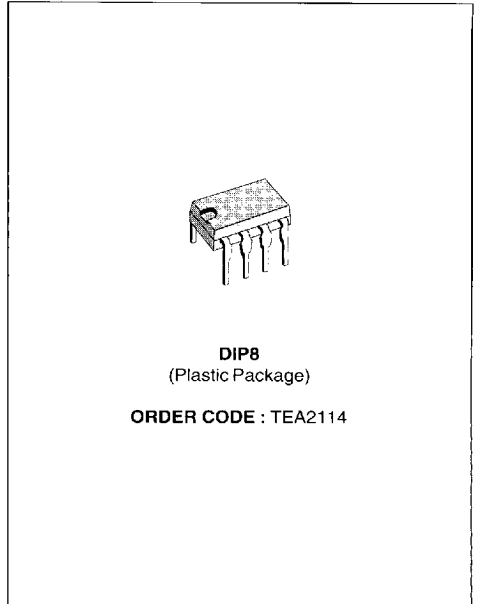 DIP8
(Plastic Package)
ORDER CODE : TEA2114